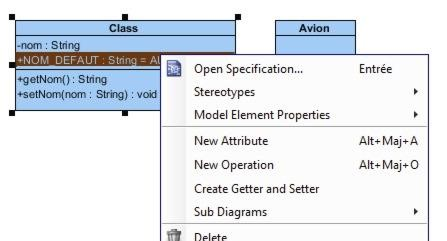 Class
Avion
-nom : String
+NOM_DEFAUT : String =
+getNom() : String
+setNom(nom : String) : void
Open Specification... Entrée
Stereotypes
Model Element Properties
New Attribute Alt+Maj+A
New Operation Alt+Maj+O
Create Getter and Setter
Sub Diagrams
Delete